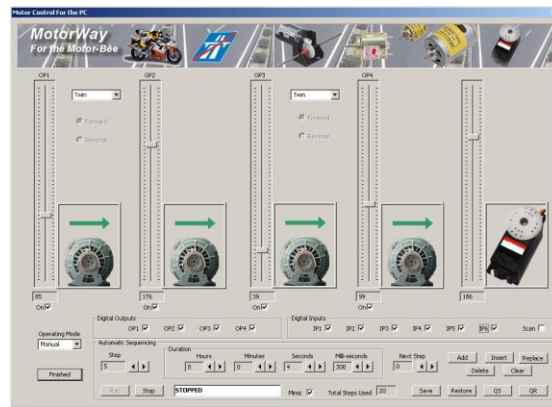 Motor Control For the PC
MotorWay
For the Motor-Bee
OP1 OP2 OP3 OP4
Twin Twin
Forward Forward
Reverse Reverse
85 176 39 99 186
On On On On
Digital Outputs Digital Inputs
OP1 OP2 OP3 OP4 IP1 IP2 IP3 IP4 IP5 IP6 Scan
Operating Mode
Manual
Automatic Sequencing
Step Duration Hours Minutes Seconds Milli-seconds Next Step
5 0 0 4 300 0
Add Insert Replace
Delete Clear
Finished
Run Stop STOPPED Mimic Total Steps Used 20 Save Restore QS QR